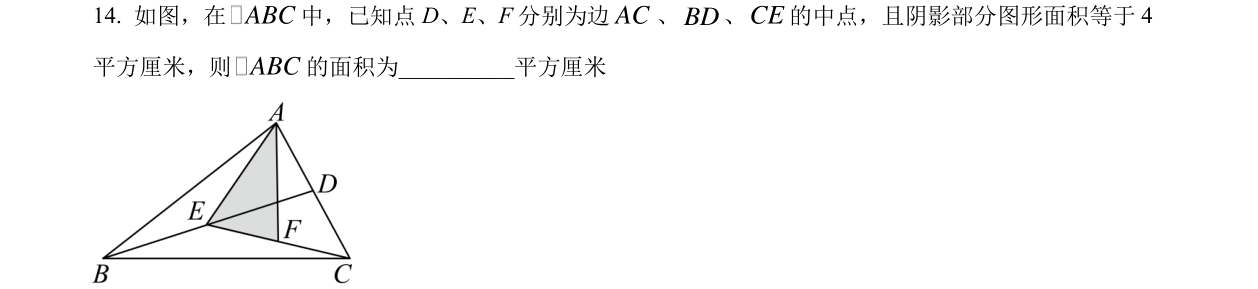 14. 如图，在□ABC 中，已知点 D、E、F 分别为边 AC 、 BD 、 CE 的中点，且阴影部分图形面积等于 4
平方厘米，则□ABC 的面积为__________平方厘米
A
D
E
F
B
C